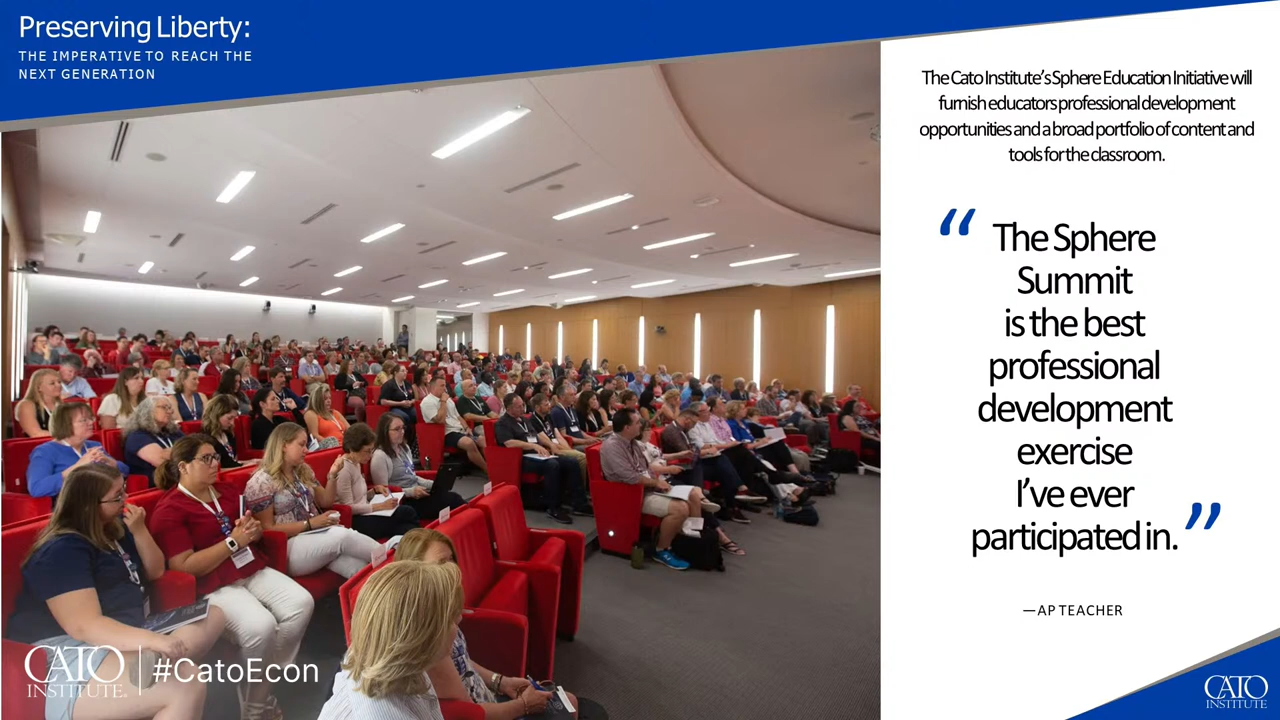 Preserving Liberty:
THE IMPERATIVE TO REACH THE
NEXT GENERATION
The Cato Institute's Sphere Education Initiative will
furnish educators professional development
opportunities and a broad portfolio of content and
tools for the classroom.
“ The Sphere
Summit
is the best
professional
development
exercise
I've ever
participated in. ”
—AP TEACHER
CATO
INSTITUTE.
#CatoEcon
CATO
INSTITUTE